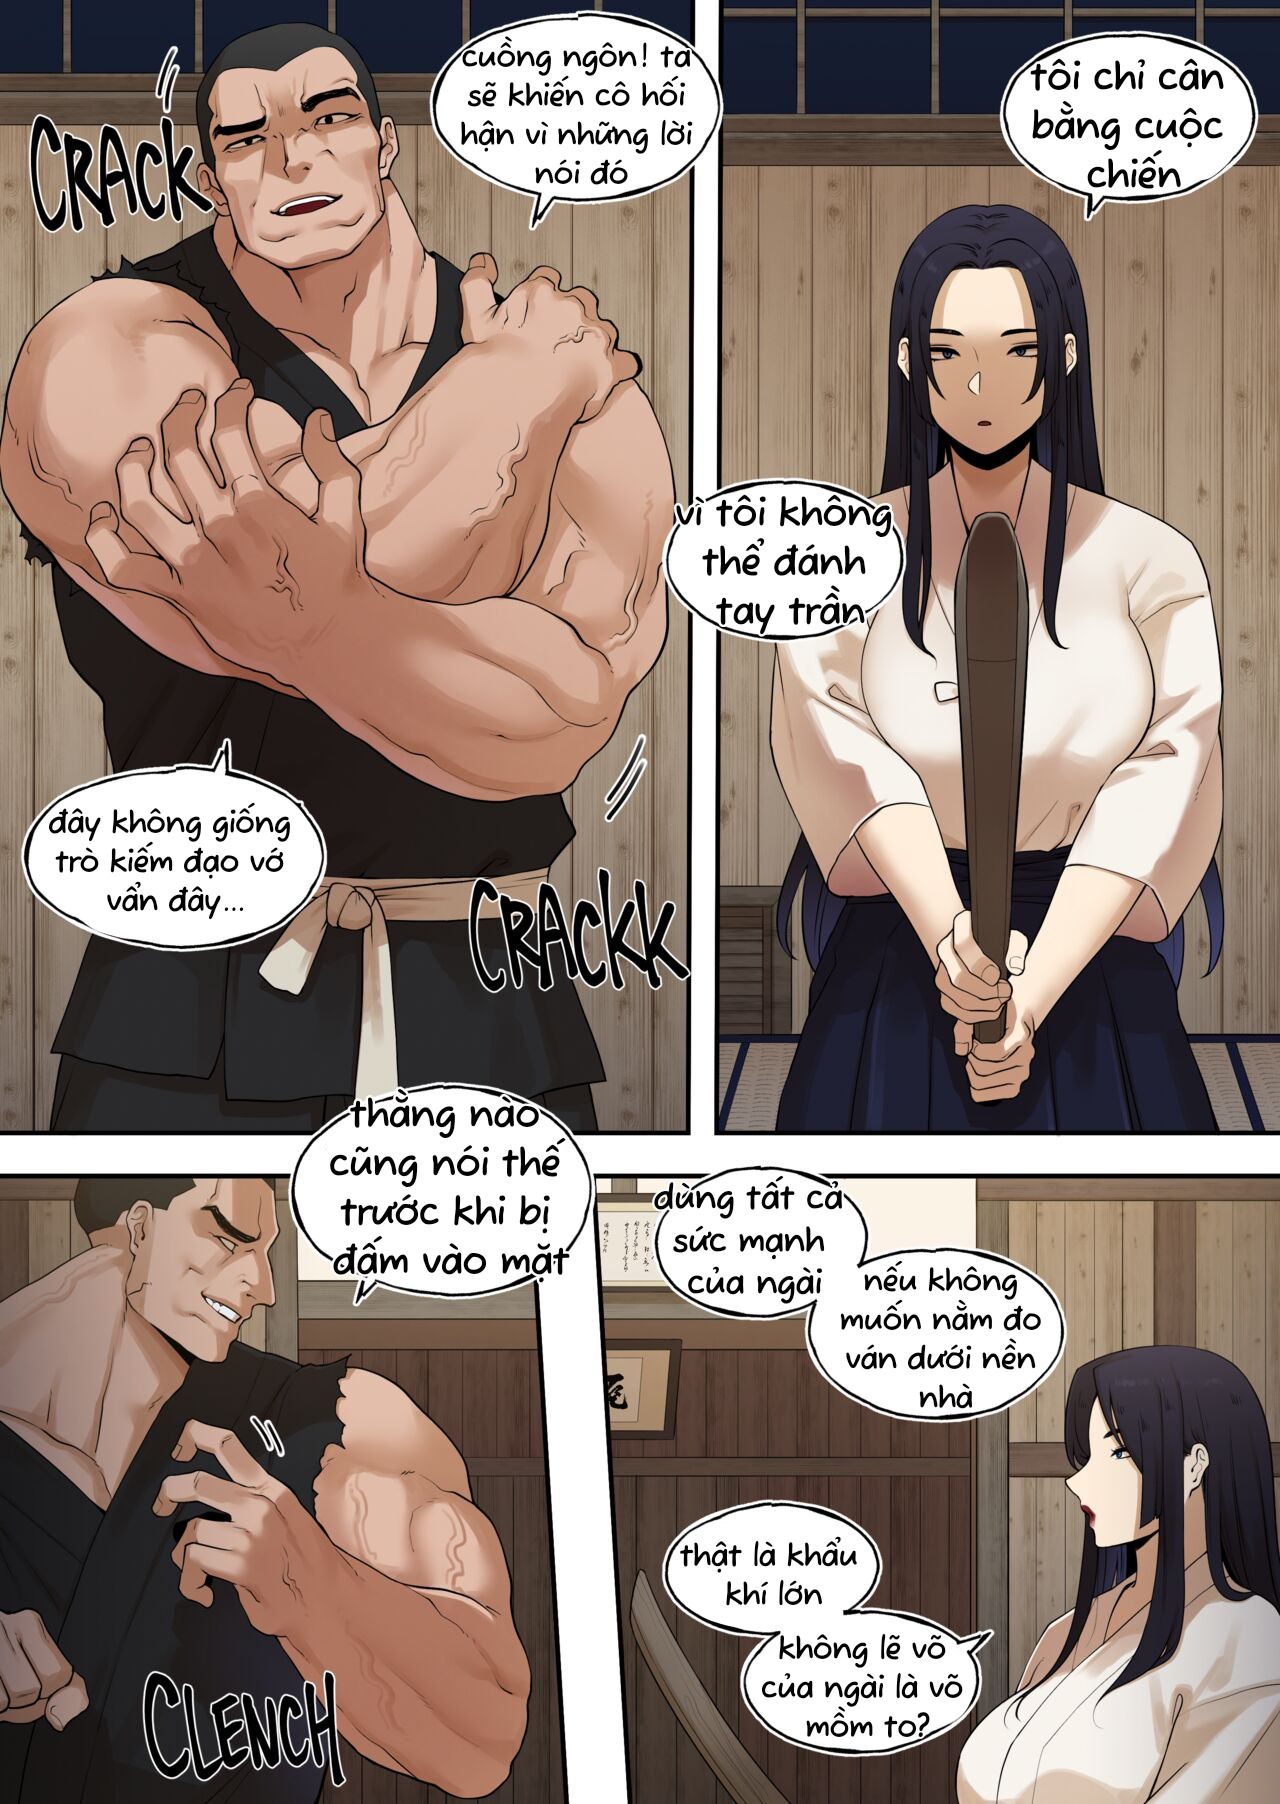 tôi chỉ cân
bằng cuộc
chiến
vì tôi không
thể đánh
tay trần
cuồng ngôn! ta
sẽ khiến cô hối
hận vì những lời
nói đó
CRACK
đây không giống
trò kiếm đạo vớ
vẩn đây...
CRACKK
dùng tất cả
sức mạnh
của ngài
nếu không
muốn nằm đo
ván dưới nền
nhà
thật là khẩu
khí lớn
không lẽ võ
của ngài là võ
mồm to?
thằng nào
cũng nói thế
trước khi bị
đấm vào mặt
CLENCH